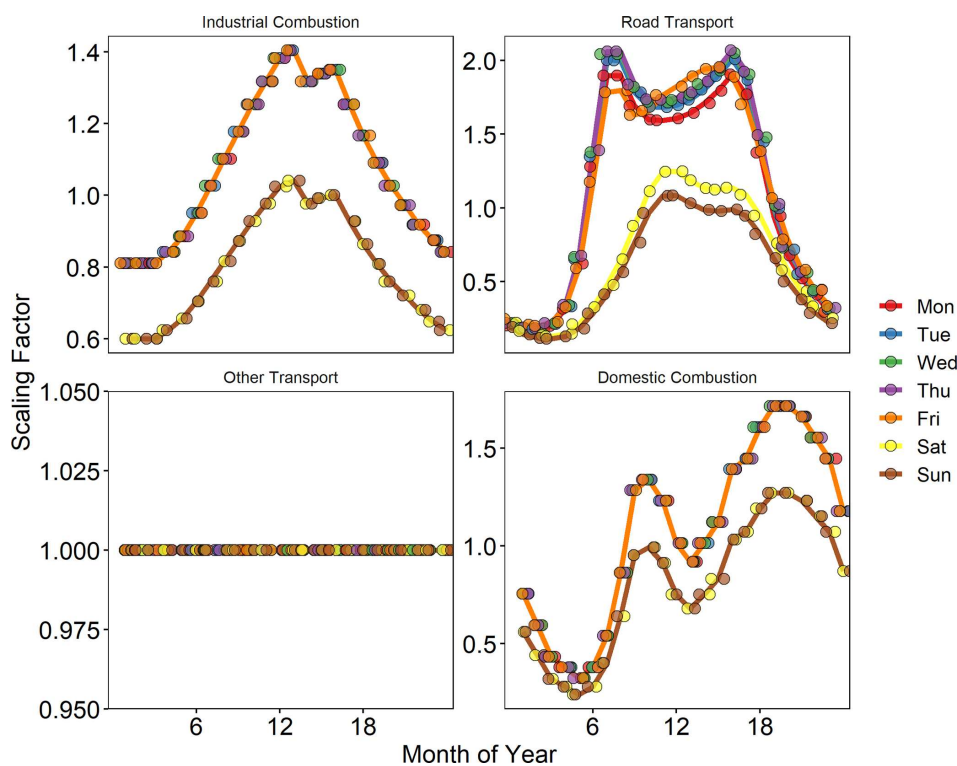 Industrial Combustion
Road Transport
1.4
1.2
1.0
0.8
0.6
2.0
1.5
1.0
0.5
Scaling Factor
Mon
Tue
Wed
Thu
Fri
Sat
Sun
Other Transport
Domestic Combustion
1.050
1.025
1.000
0.975
0.950
1.5
1.0
0.5
6 12 18
6 12 18
Month of Year